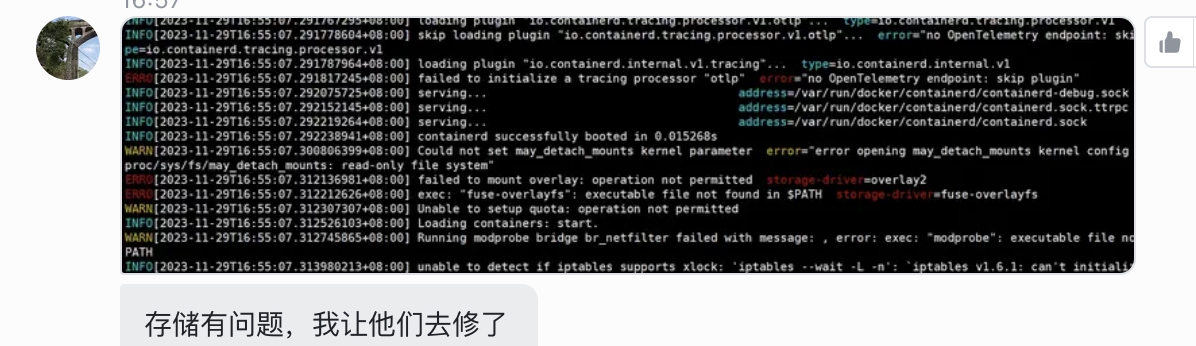 16:57
INFO[2023-11-29T16:55:07.291767295+08:00] loading plugin "io.containerd.tracing.processor.v1.otlp"... type=io.containerd.tracing.processor.v1
INFO[2023-11-29T16:55:07.291778604+08:00] skip loading plugin "io.containerd.tracing.processor.v1.otlp"... error="no OpenTelemetry endpoint: ski
pe=io.containerd.tracing.processor.v1
INFO[2023-11-29T16:55:07.291787964+08:00] loading plugin "io.containerd.internal.v1.tracing"... type=io.containerd.internal.v1
ERRO[2023-11-29T16:55:07.291817245+08:00] failed to initialize a tracing processor "otlp" error="no OpenTelemetry endpoint: skip plugin"
INFO[2023-11-29T16:55:07.292075725+08:00] serving... address=/var/run/docker/containerd/containerd-debug.sock
INFO[2023-11-29T16:55:07.292152145+08:00] serving... address=/var/run/docker/containerd/containerd.sock.ttrpc
INFO[2023-11-29T16:55:07.292219264+08:00] serving... address=/var/run/docker/containerd/containerd.sock
INFO[2023-11-29T16:55:07.292238941+08:00] containerd successfully booted in 0.015268s
WARN[2023-11-29T16:55:07.300806399+08:00] Could not set may_detach_mounts kernel parameter error="error opening may_detach_mounts kernel config
proc/sys/fs/may_detach_mounts: read-only file system"
ERRO[2023-11-29T16:55:07.312136981+08:00] failed to mount overlay: operation not permitted storage-driver=overlay2
ERRO[2023-11-29T16:55:07.312212626+08:00] exec: "fuse-overlayfs": executable file not found in $PATH storage-driver=fuse-overlayfs
WARN[2023-11-29T16:55:07.312307307+08:00] Unable to setup quota: operation not permitted
INFO[2023-11-29T16:55:07.312526103+08:00] Loading containers: start.
WARN[2023-11-29T16:55:07.312745865+08:00] Running modprobe bridge br_netfilter failed with message: , error: exec: "modprobe": executable file no
PATH
INFO[2023-11-29T16:55:07.313980213+08:00] unable to detect if iptables supports xlock: 'iptables --wait -L -n': `iptables v1.6.1: can't initiali
存储有问题，我让他们去修了